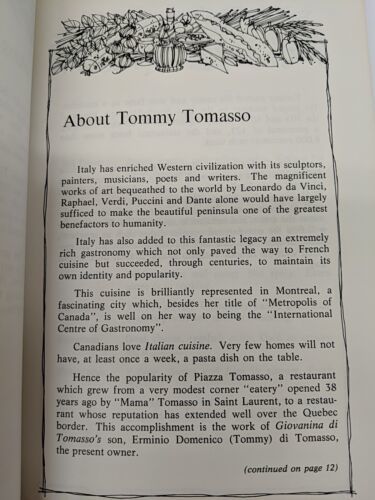 About Tommy Tomasso
Italy has enriched Western civilization with its sculptors,
painters, musicians, poets and writers. The magnificent
works of art bequeathed to the world by Leonardo da Vinci,
Raphael, Verdi, Puccini and Dante alone would have largely
sufficed to make the beautiful peninsula one of the greatest
benefactors to humanity.
Italy has also added to this fantastic legacy an extremely
rich gastronomy which not only paved the way to French
cuisine but succeeded, through centuries, to maintain its
own identity and popularity.
This cuisine is brilliantly represented in Montreal, a
fascinating city which, besides her title of "Metropolis of
Canada", is well on her way to being the "International
Centre of Gastronomy".
Canadians love Italian cuisine. Very few homes will not
have, at least once a week, a pasta dish on the table.
Hence the popularity of Piazza Tomasso, a restaurant
which grew from a very modest corner "eatery" opened 38
years ago by "Mama" Tomasso in Saint Laurent, to a restau-
rant whose reputation has extended well over the Quebec
border. This accomplishment is the work of Giovanina di
Tomasso's son, Erminio Domenico (Tommy) di Tomasso,
the present owner.
(continued on page 12)